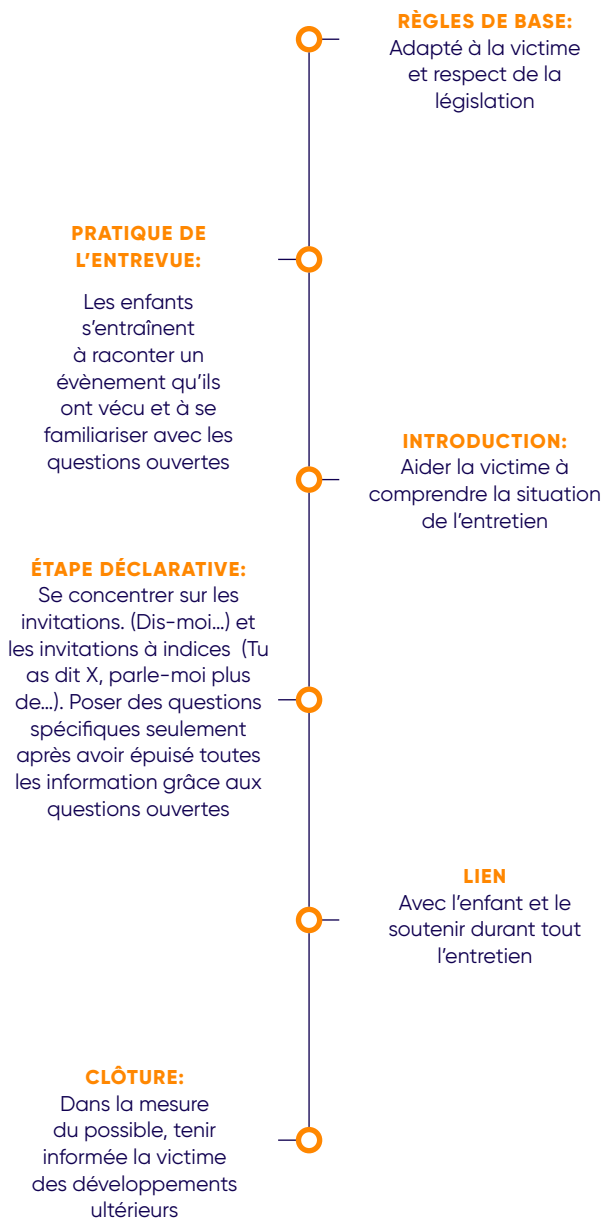 RÈGLES DE BASE:
Adapté à la victime
et respect de la
législation
PRATIQUE DE
L’ENTREVUE:
Les enfants
s’entraînent
à raconter un
évènement qu’ils
ont vécu et à se
familiariser avec les
questions ouvertes
INTRODUCTION:
Aider la victime à
comprendre la situation
de l’entretien
ÉTAPE DÉCLARATIVE:
Se concentrer sur les
invitations. (Dis-moi…) et
les invitations à indices (Tu
as dit X, parle-moi plus
de…). Poser des questions
spécifiques seulement
après avoir épuisé toutes
les information grâce aux
questions ouvertes
LIEN
Avec l’enfant et le
soutenir durant tout
l’entretien
CLÔTURE:
Dans la mesure
du possible, tenir
informée la victime
des développements
ultérieurs